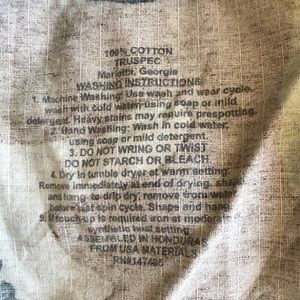 100% COTTON
TRUSPEC
Marietta, Georgia
WASHING INSTRUCTIONS
1. Machine Washing: Use wash and wear cycle.
Wash with cold water using soap or mild
detergent. Heavy stains may require prespotting.
2. Hand Washing: Wash in cold water,
using soap or mild detergent.
3. DO NOT WRING OR TWIST
DO NOT STARCH OR BLEACH.
4. Dry in tumble dryer at warm setting
Remove immediately at end of drying, shape
and hang, to drip dry, remove from water
before last spin cycle. Shape and hang.
5. If touch-up is required iron at moderate
synthetic heat setting
ASSEMBLED IN HONDURAS
FROM USA MATERIALS